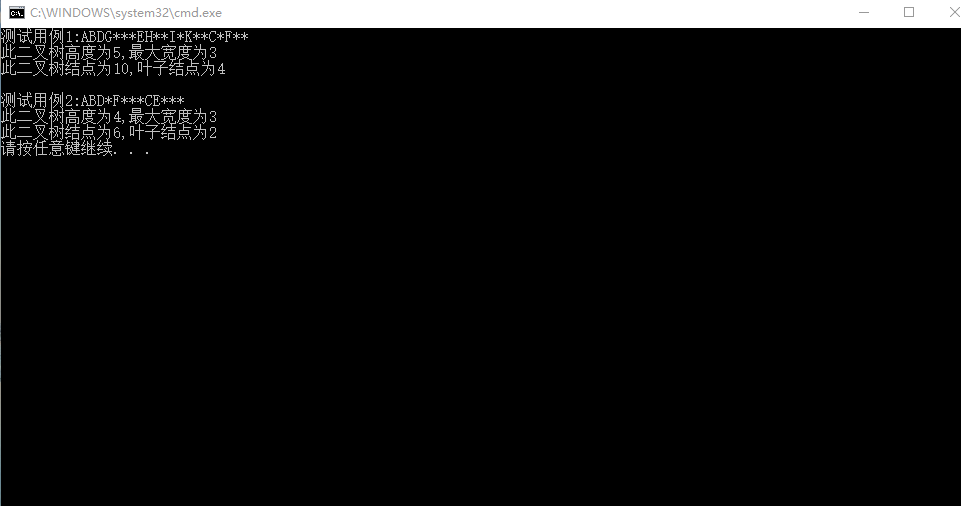 C:\WINDOWS\system32\cmd.exe
测试用例1:ABDG***EH**I*K**C*F**
此二叉树高度为5,最大宽度为3
此二叉树结点为10,叶子结点为4
测试用例2:ABD*F***CE***
此二叉树高度为4,最大宽度为3
此二叉树结点为6,叶子结点为2
请按任意键继续. . .